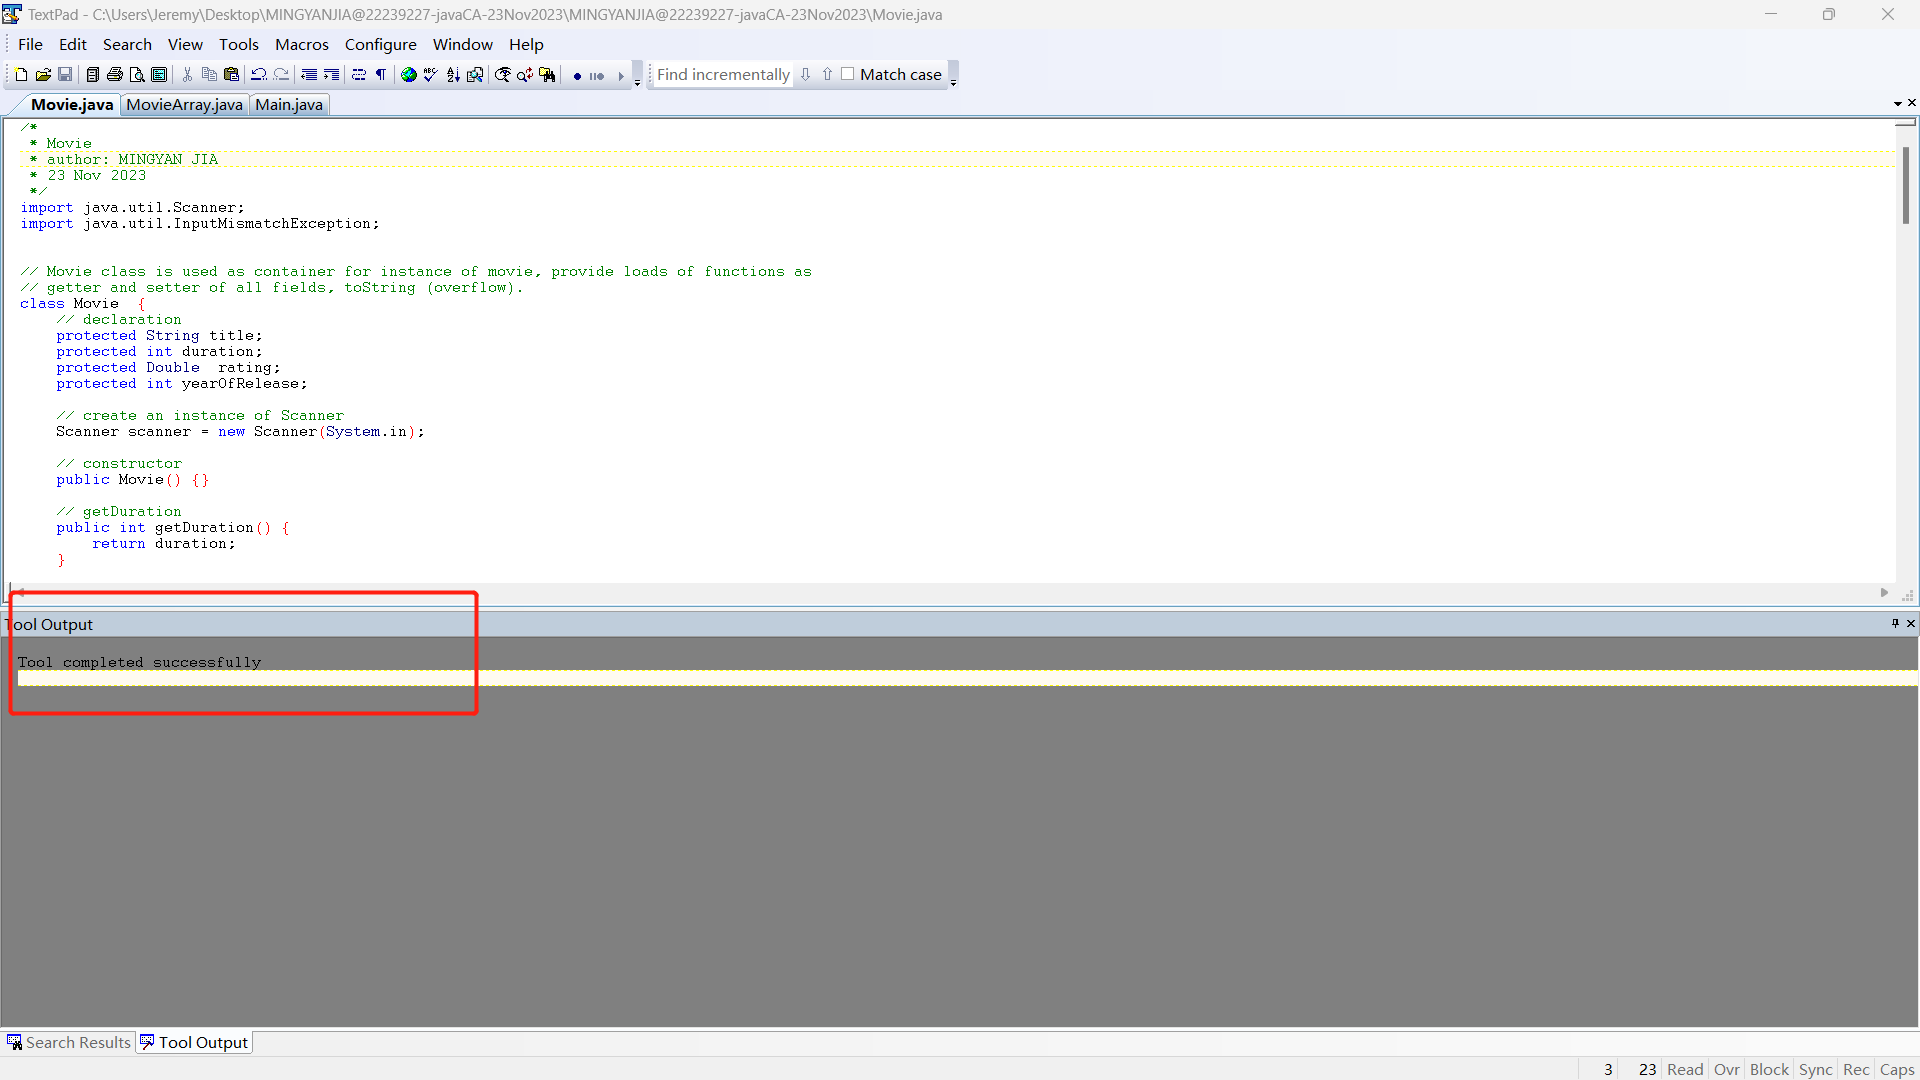 TextPad - C:\Users\Jeremy\Desktop\MINGYANJIA@22239227-javaCA-23Nov2023\MINGYANJIA@22239227-javaCA-23Nov2023\Movie.java
File Edit Search View Tools Macros Configure Window Help
Find incrementally Match case
Movie.java MovieArray.java Main.java
/*
 * Movie
 * author: MINGYAN JIA
 * 23 Nov 2023
 */
import java.util.Scanner;
import java.util.InputMismatchException;
// Movie class is used as container for instance of movie, provide loads of functions as
// getter and setter of all fields, toString (overflow).
class Movie  {
    // declaration
    protected String title;
    protected int duration;
    protected Double  rating;
    protected int yearOfRelease;
    // create an instance of Scanner
    Scanner scanner = new Scanner(System.in);
    // constructor
    public Movie() {}
    // getDuration
    public int getDuration() {
        return duration;
    }
Tool Output
Tool completed successfully
Search Results Tool Output
3 23 Read Ovr Block Sync Rec Caps